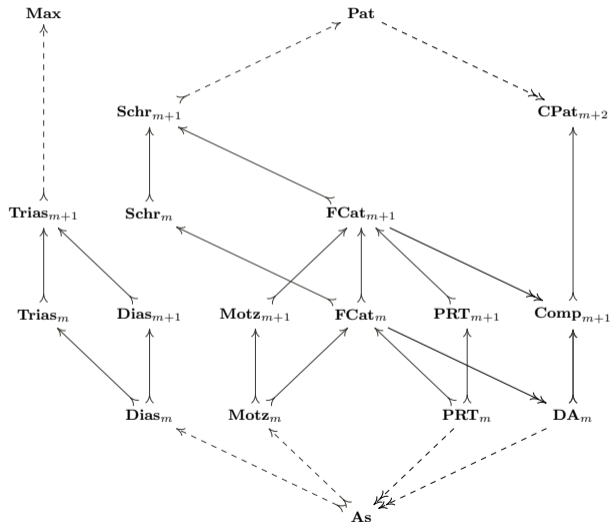 Max Pat
Schr_{m+1} CPat_{m+2}
Trias_{m+1} Schr_m FCat_{m+1}
Trias_m Dias_{m+1} Motz_{m+1} FCat_m PRT_{m+1} Comp_{m+1}
Dias_m Motz_m PRT_m DA_m
As